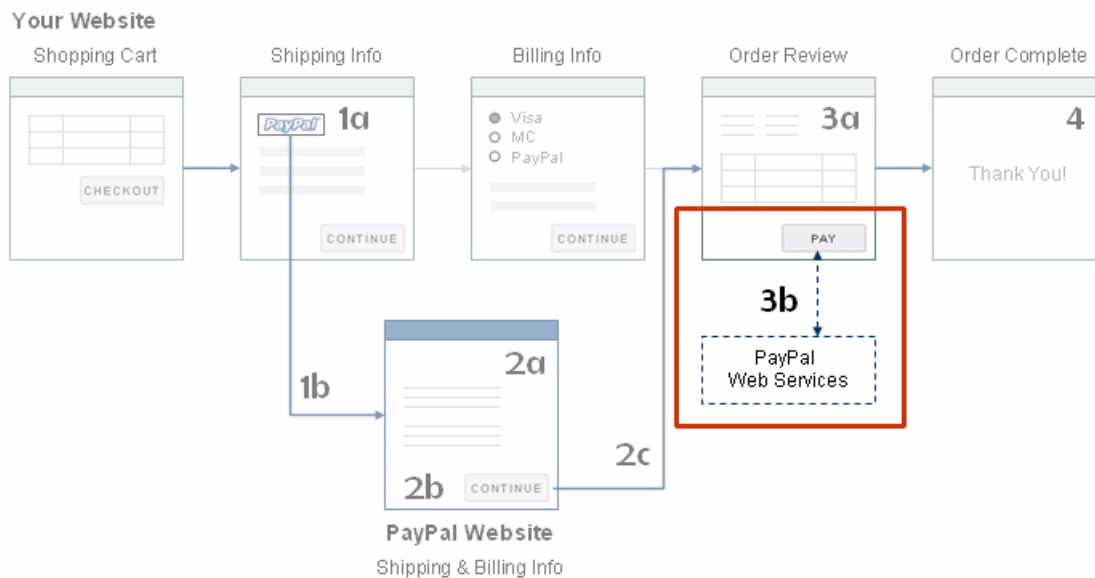 Your Website
Shopping Cart
Shipping Info
Billing Info
Order Review
Order Complete
CHECKOUT
PayPal
1a
CONTINUE
Visa
MC
PayPal
CONTINUE
3a
PAY
4
Thank You!
3b
PayPal
Web Services
1b
2a
2b
CONTINUE
2c
PayPal Website
Shipping & Billing Info